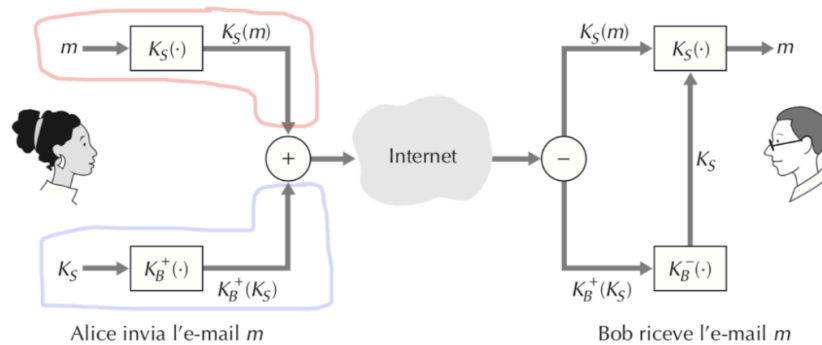 m
K_S(·)
K_S(m)
+
K_S
K_B^+(·)
K_B^+(K_S)
Alice invia l'e-mail m
Internet
−
K_S(m)
K_S(·)
m
K_S
K_B^+(K_S)
K_B^−(·)
Bob riceve l'e-mail m